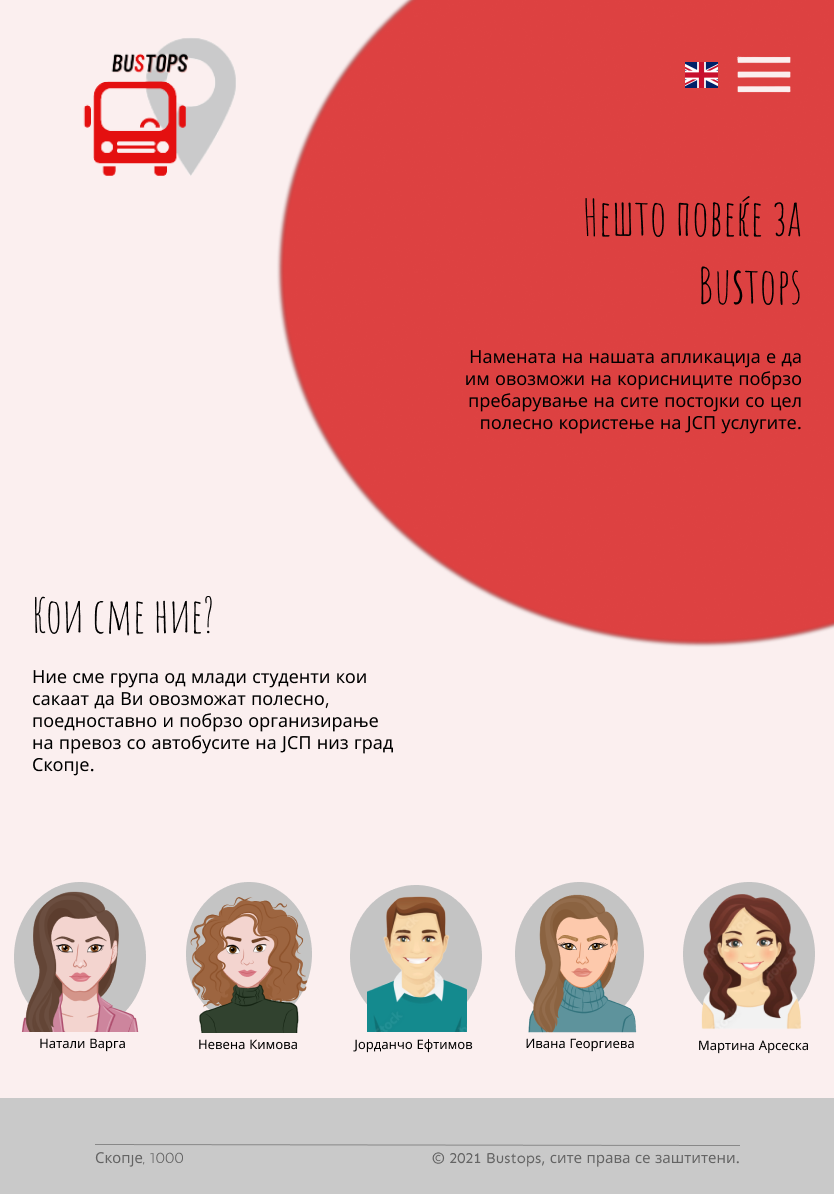 BUSTOPS
Нешто повеќе за
Bustops
Намената на нашата апликација е да
им овозможи на корисниците побрзо
пребарување на сите постојки со цел
полесно користење на ЈСП услугите.
Кои сме ние?
Ние сме група од млади студенти кои
сакаат да Ви овозможат полесно,
поедноставно и побрзо организирање
на превоз со автобусите на ЈСП низ град
Скопје.
Натали Варга
Невена Кимова
Јорданчо Ефтимов
Ивана Георгиева
Мартина Арсеска
Скопје, 1000
© 2021 Bustops, сите права се заштитени.